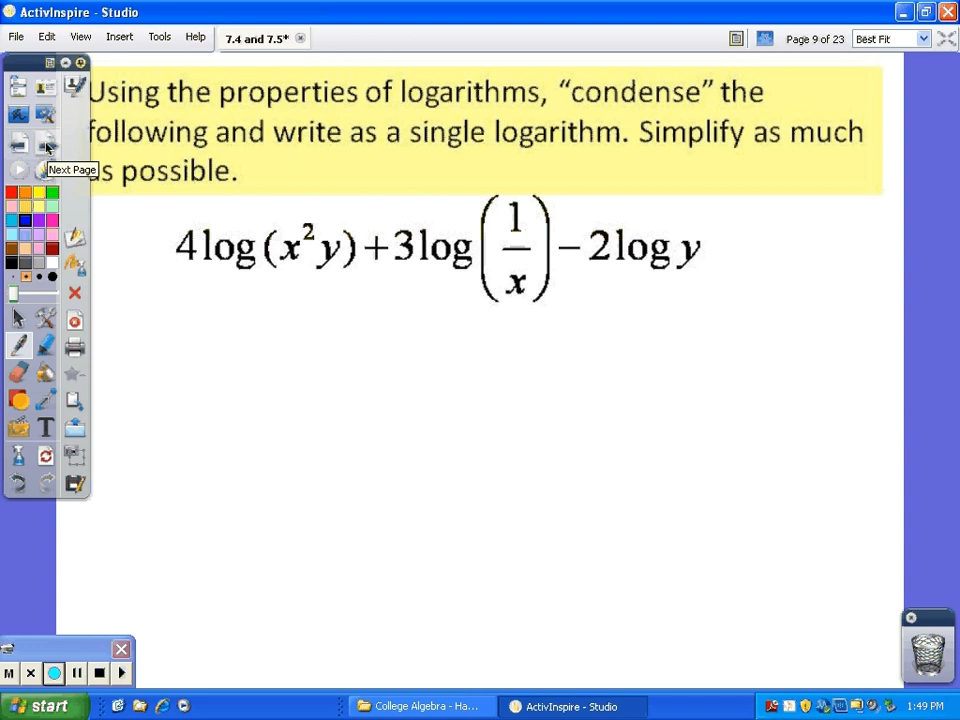 ActivInspire - Studio
File Edit View Insert Tools Help
7.4 and 7.5*
Page 9 of 23
Best Fit
Using the properties of logarithms, “condense” the
following and write as a single logarithm. Simplify as much
as possible.
Next Page
4log(x²y)+3log(1/x)−2log y
T
M
start
College Algebra - Ha...
ActivInspire - Studio
1:49 PM